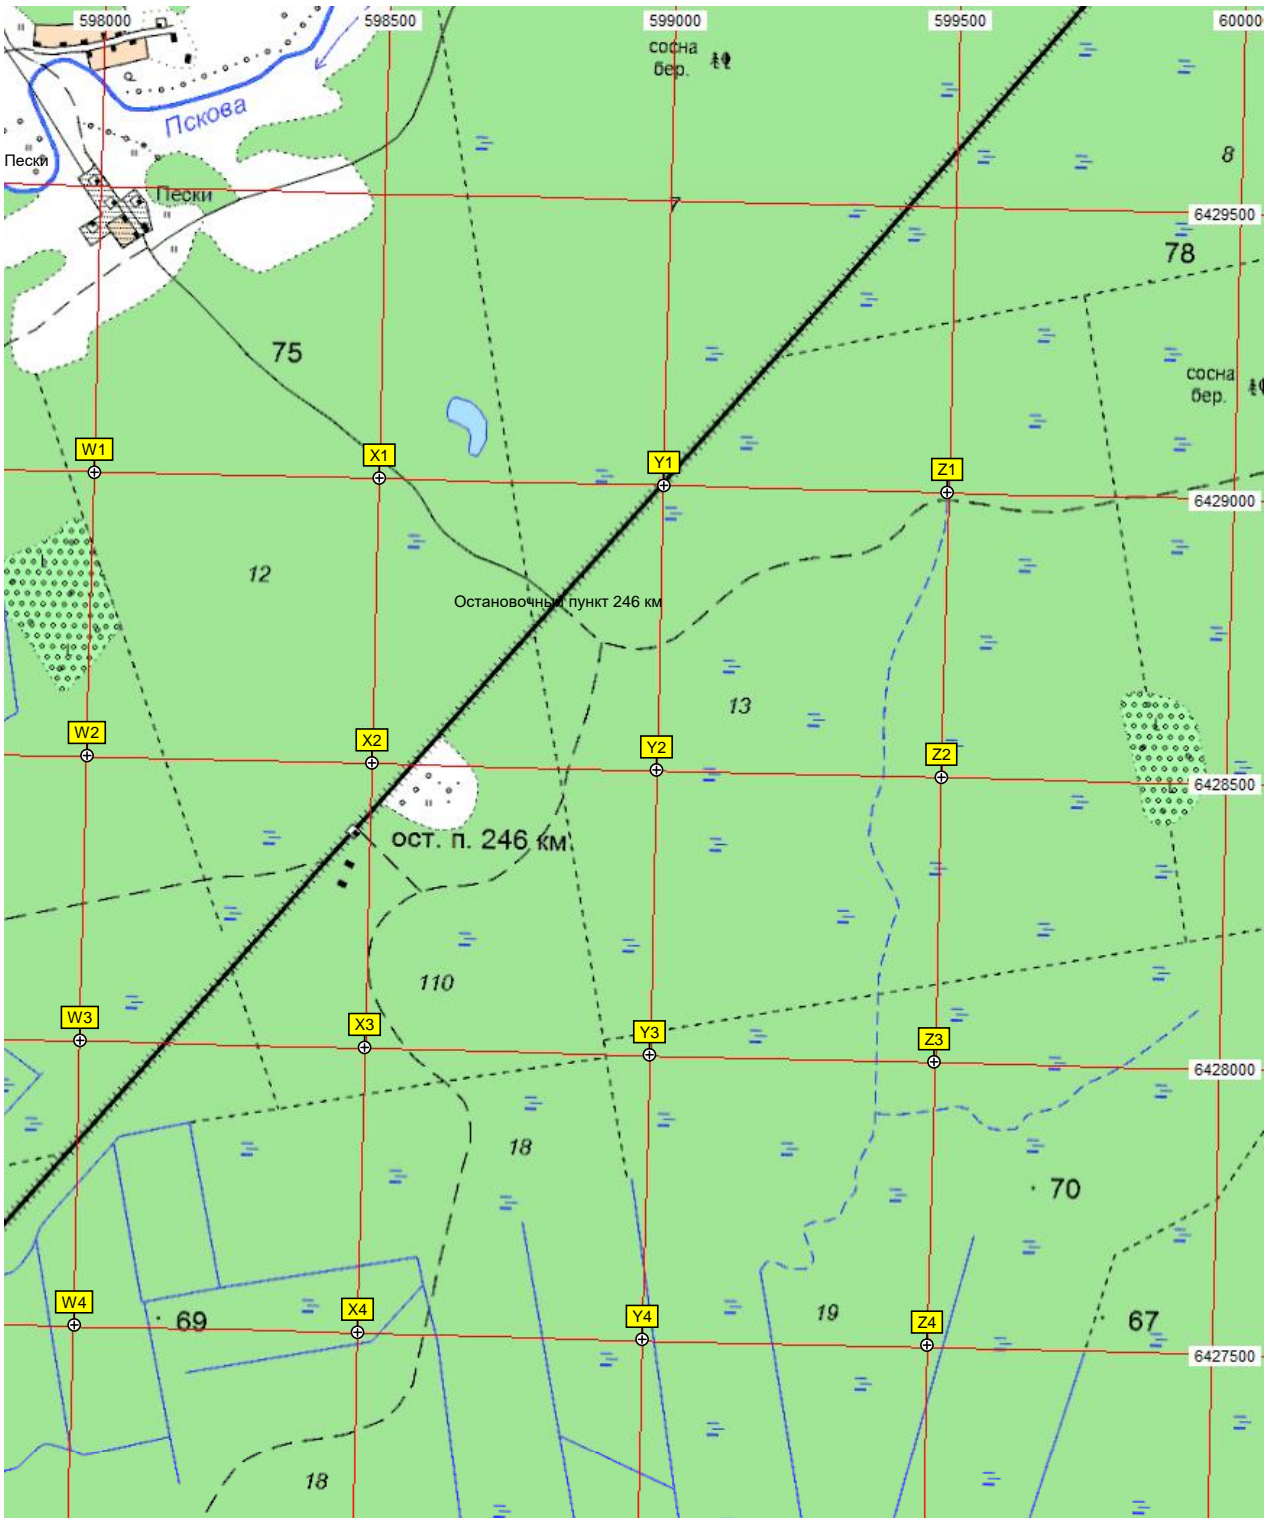 598000 598500 599000 599500 60000
сосна
бер.
Пскова
Пески
Пески
8
7
6429500
78
75
сосна
бер.
W1 X1 Y1 Z1
6429000
12
Остановочный пункт 246 км
13
W2 X2 Y2 Z2
6428500
ост. п. 246 км
110
W3 X3 Y3 Z3
6428000
18
70
W4 X4 Y4 Z4
69
19
67
6427500
18